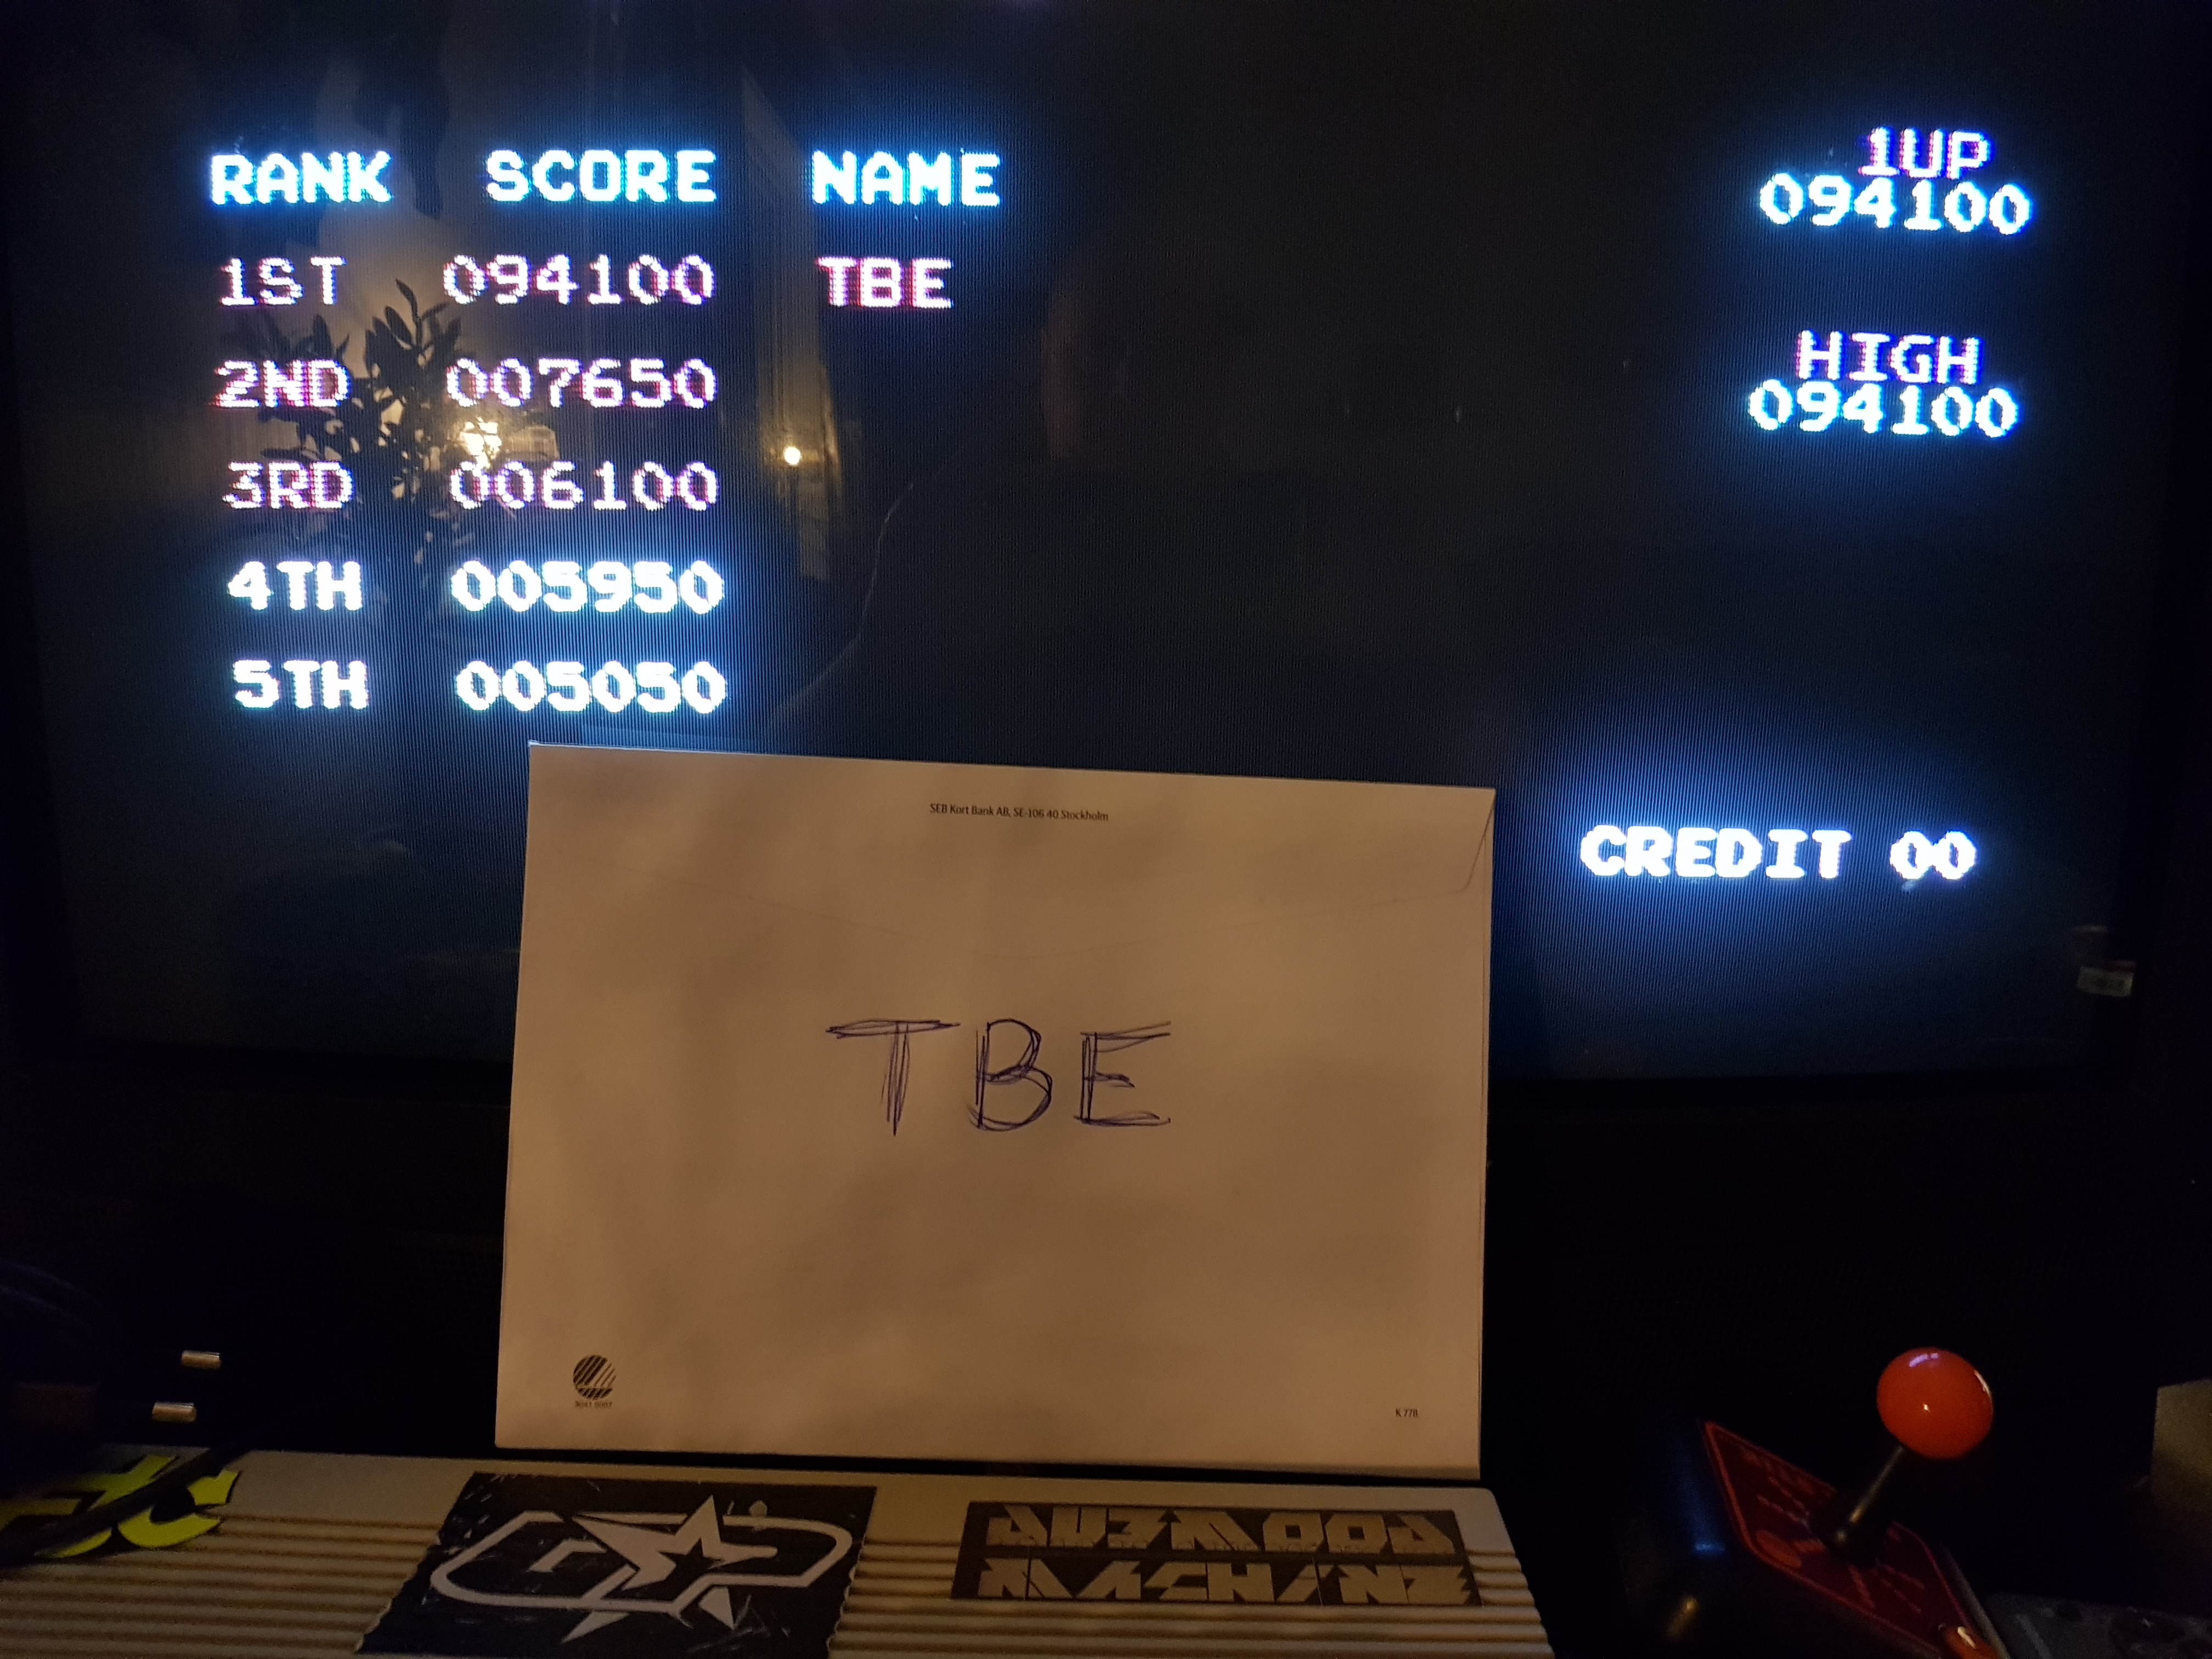 RANK SCORE NAME
1ST 094100 TBE
2ND 007650
3RD 006100
4TH 005950
5TH 005050
1UP
094100
HIGH
094100
CREDIT 00
SEB Kort Bank AB, SE-106 40 Stockholm
TBE
K 778